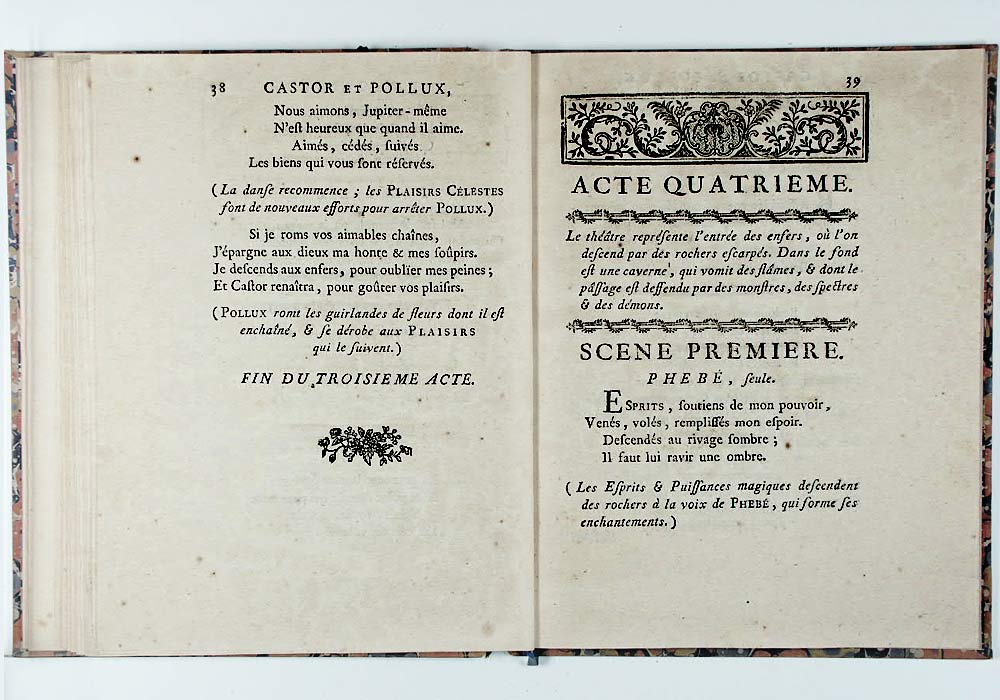 38 CASTOR ET POLLUX,
Nous aimons, Jupiter-même
N'eſt heureux que quand il aime.
Aimés, cédés, ſuivés
Les biens qui vous ſont réſervés.
(La danſe recommence ; les PLAISIRS CÉLESTES
font de nouveaux efforts pour arrêter POLLUX.)
Si je roms vos aimables chaînes,
J'épargne aux dieux ma honte & mes ſoûpirs.
Je deſcends aux enfers, pour oublïer mes peines ;
Et Caſtor renaîtra, pour goûter vos plaiſirs.
(POLLUX romt les guirlandes de fleurs dont il eſt
enchaîné, & ſe dérobe aux PLAISIRS
qui le ſuivent.)
FIN DU TROISIEME ACTE.
39
ACTE QUATRIEME.
Le théâtre repréſente l'entrée des enfers, où l'on
deſcend par des rochers eſcarpés. Dans le fond
eſt une caverne, qui vomit des flâmes, & dont le
pâſſage eſt deffendu par des monſtres, des ſpectres
& des démons.
SCENE PREMIERE.
PHEBÉ, ſeule.
ESPRITS, ſoutiens de mon pouvoir,
Venés, volés, rempliſſés mon eſpoir.
Deſcendés au rivage ſombre ;
Il faut lui ravir une ombre.
(Les Eſprits & Puiſſances magiques deſcendent
des rochers à la voix de PHEBÉ, qui forme ſes
enchantements.)